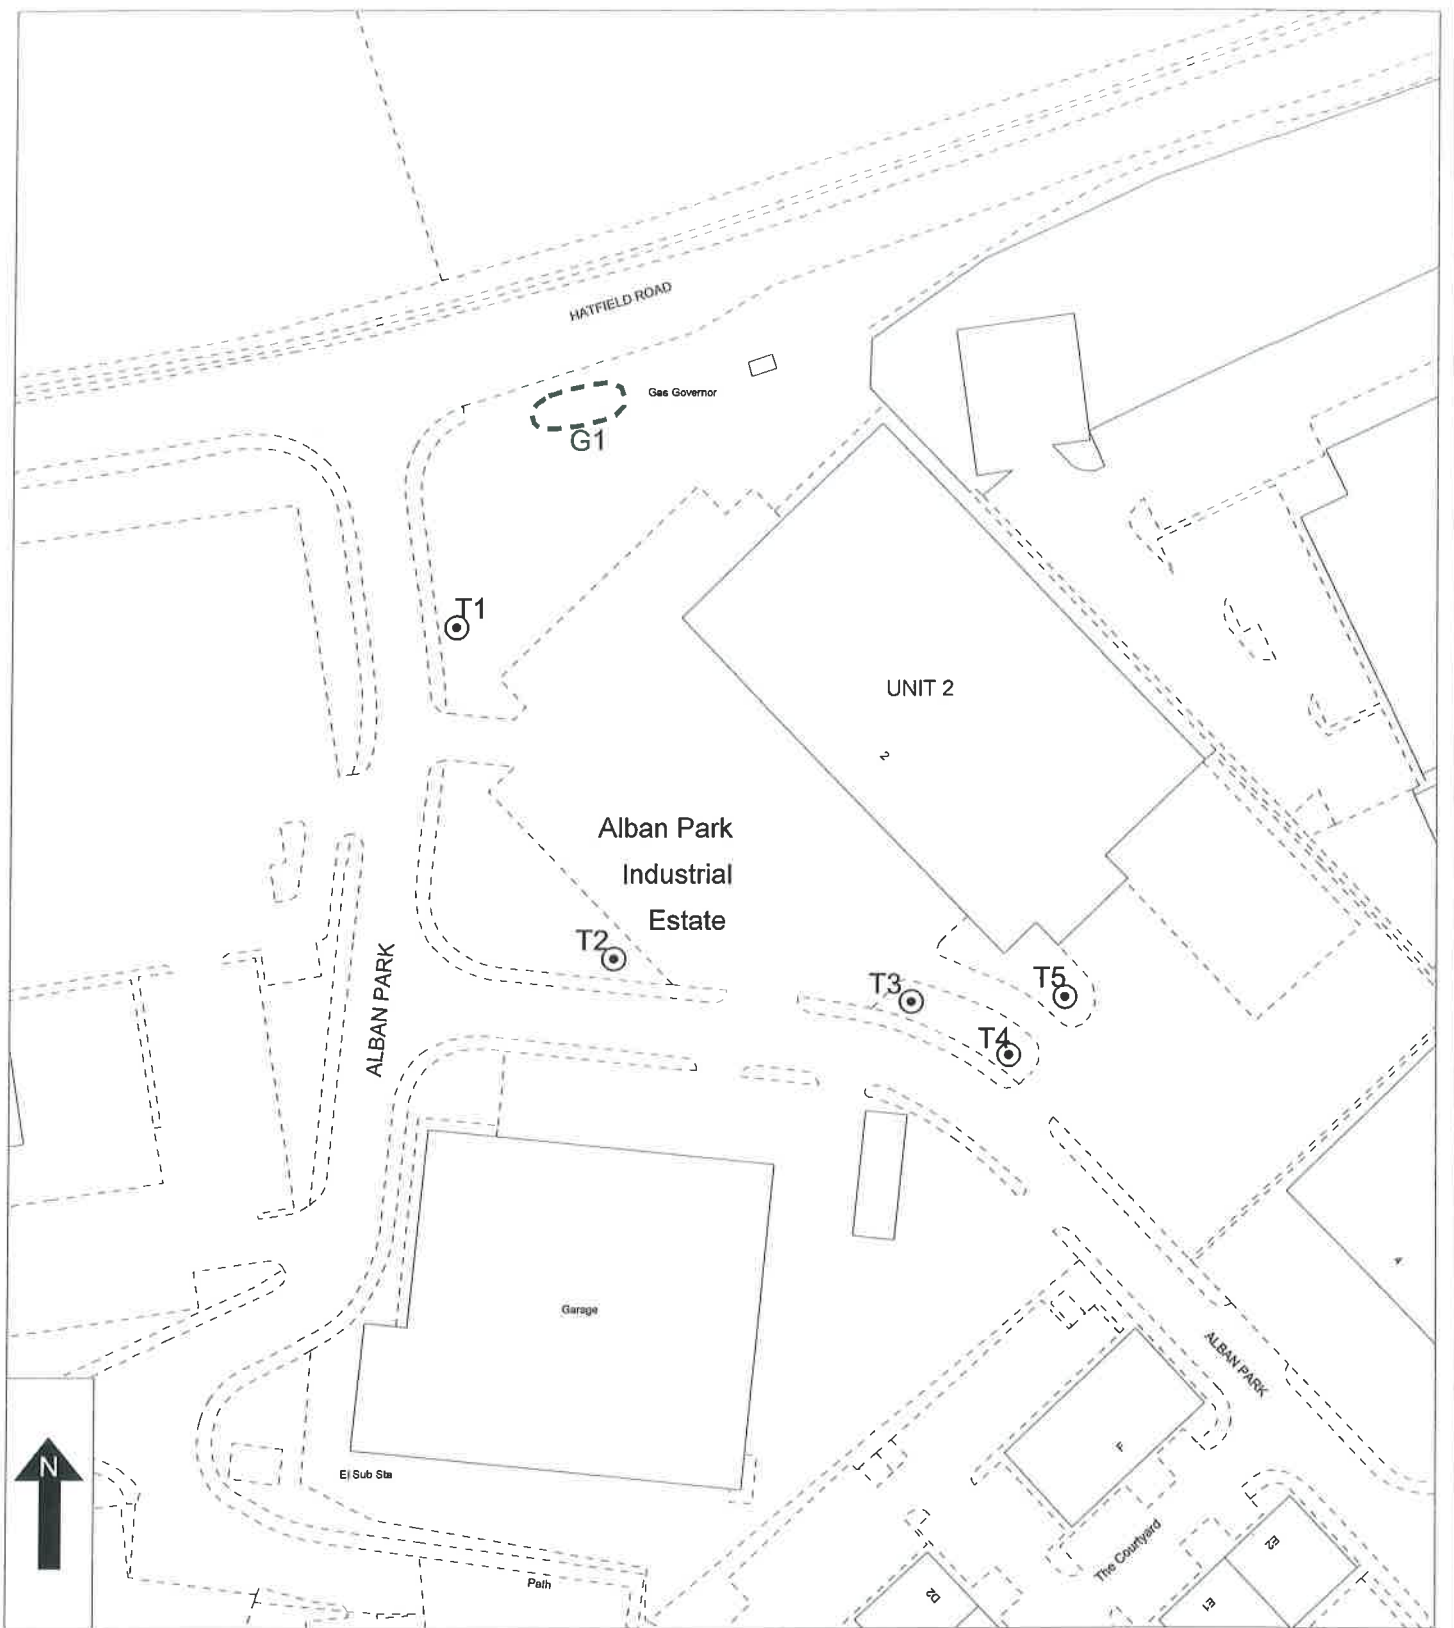 HATFIELD ROAD
Gas Governor
G1
T1
UNIT 2
2
Alban Park
Industrial
Estate
T2
T3
T5
T4
ALBAN PARK
4
Garage
ALBAN PARK
F
El Sub Sta
N
The Courtyard
E3
Path
D2
E1